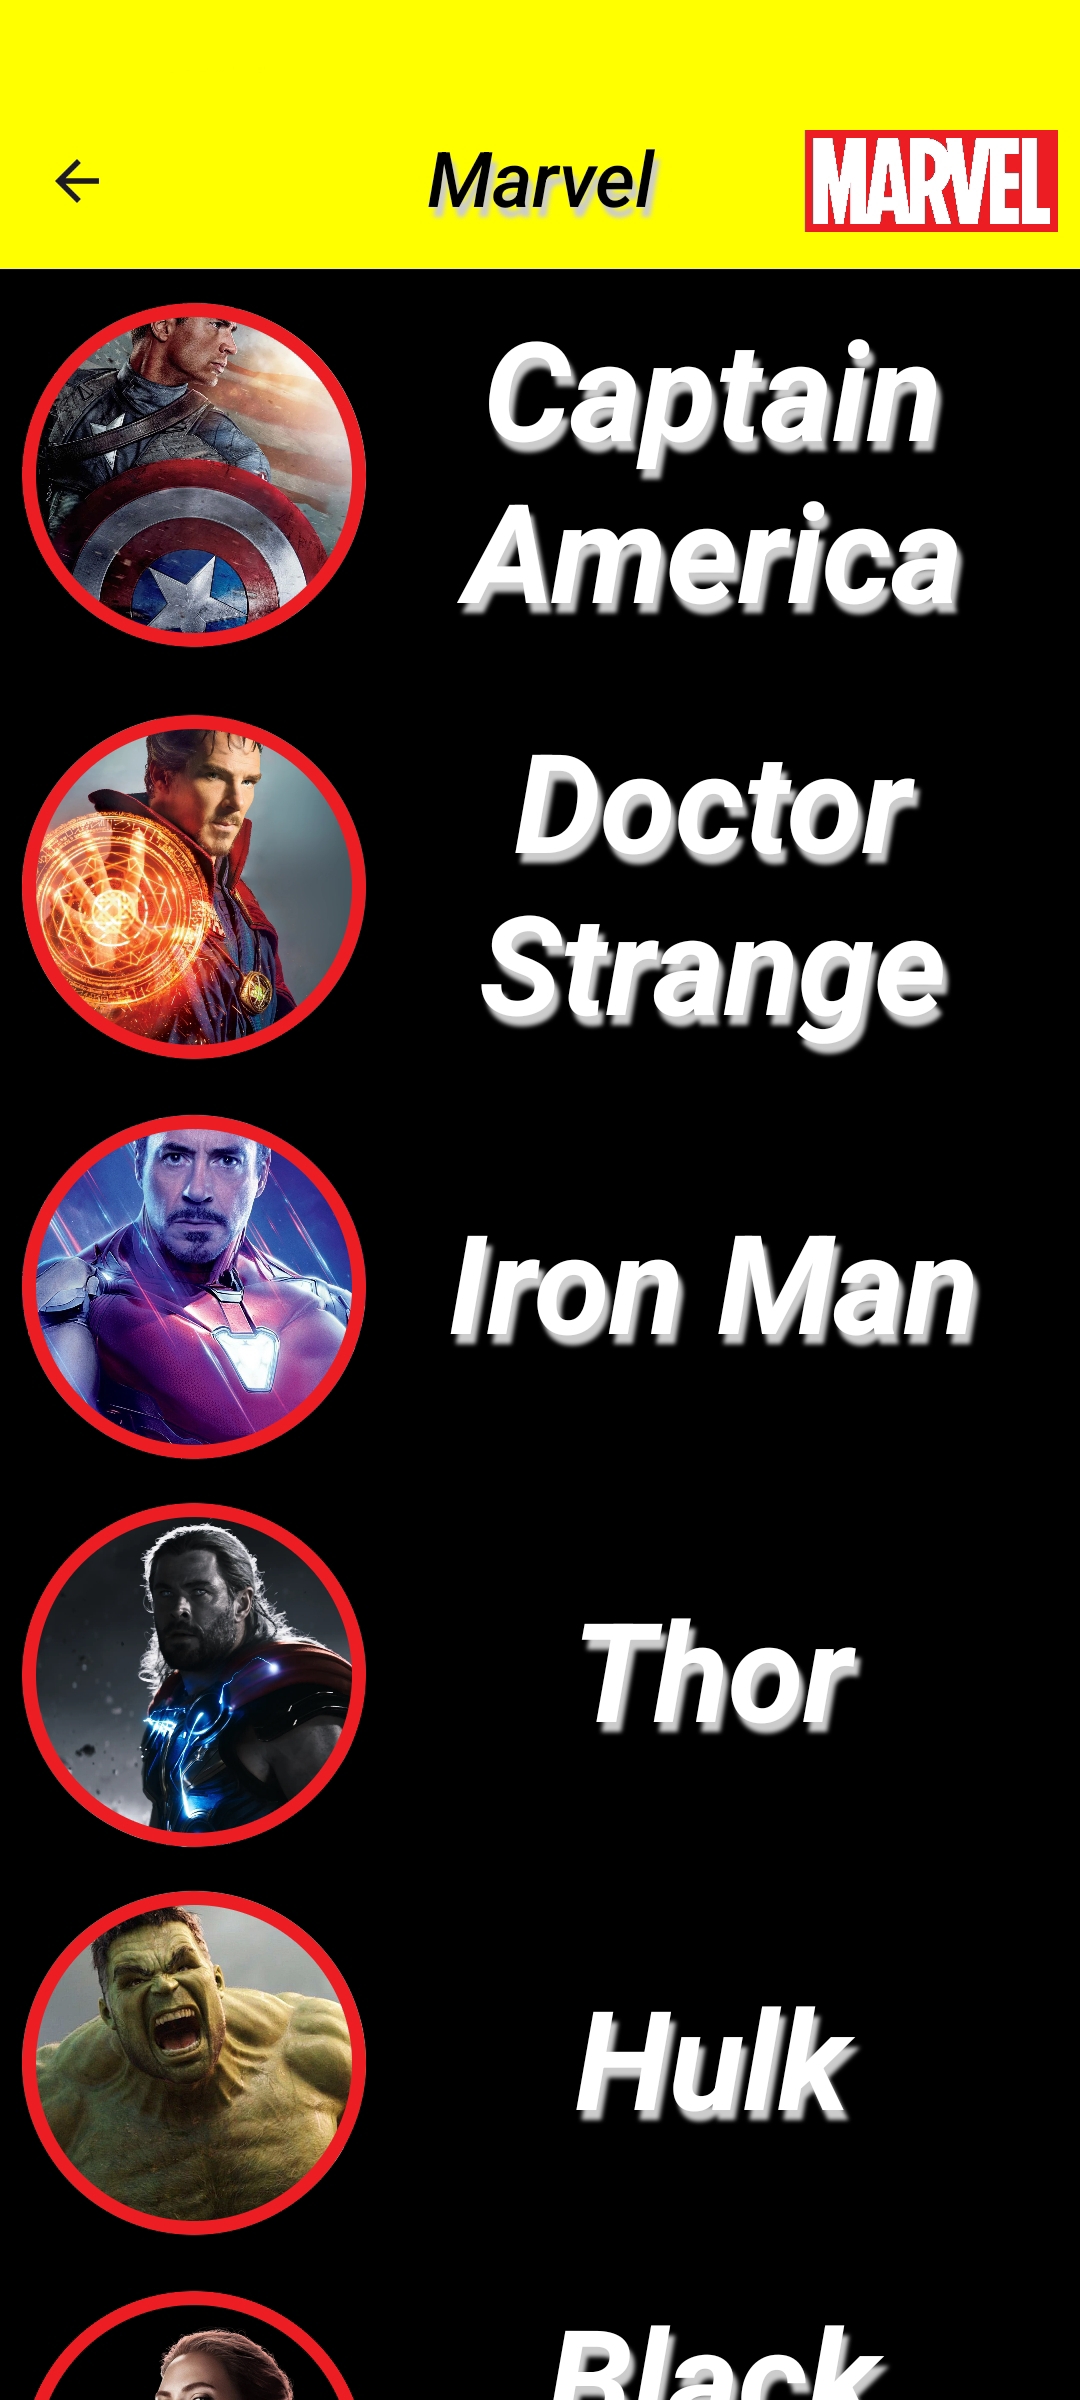 Marvel
MARVEL
Captain
America
Doctor
Strange
Iron Man
Thor
Hulk
Black